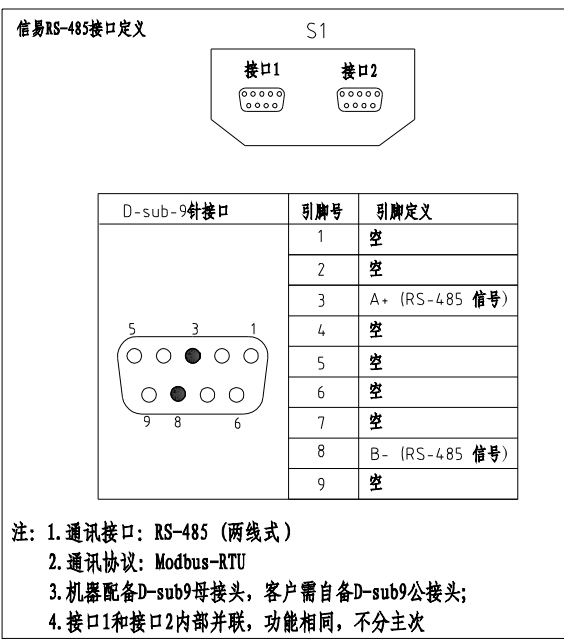 信易RS-485接口定义
S1
接口1 接口2
D-sub-9针接口 引脚号 引脚定义
1 空
2 空
3 A+ (RS-485 信号)
4 空
5 空
6 空
7 空
8 B- (RS-485 信号)
9 空
5 3 1
9 8 6
注: 1.通讯接口: RS-485 (两线式)
2.通讯协议: Modbus-RTU
3.机器配备D-sub9母接头, 客户需自备D-sub9公接头;
4.接口1和接口2内部并联, 功能相同, 不分主次